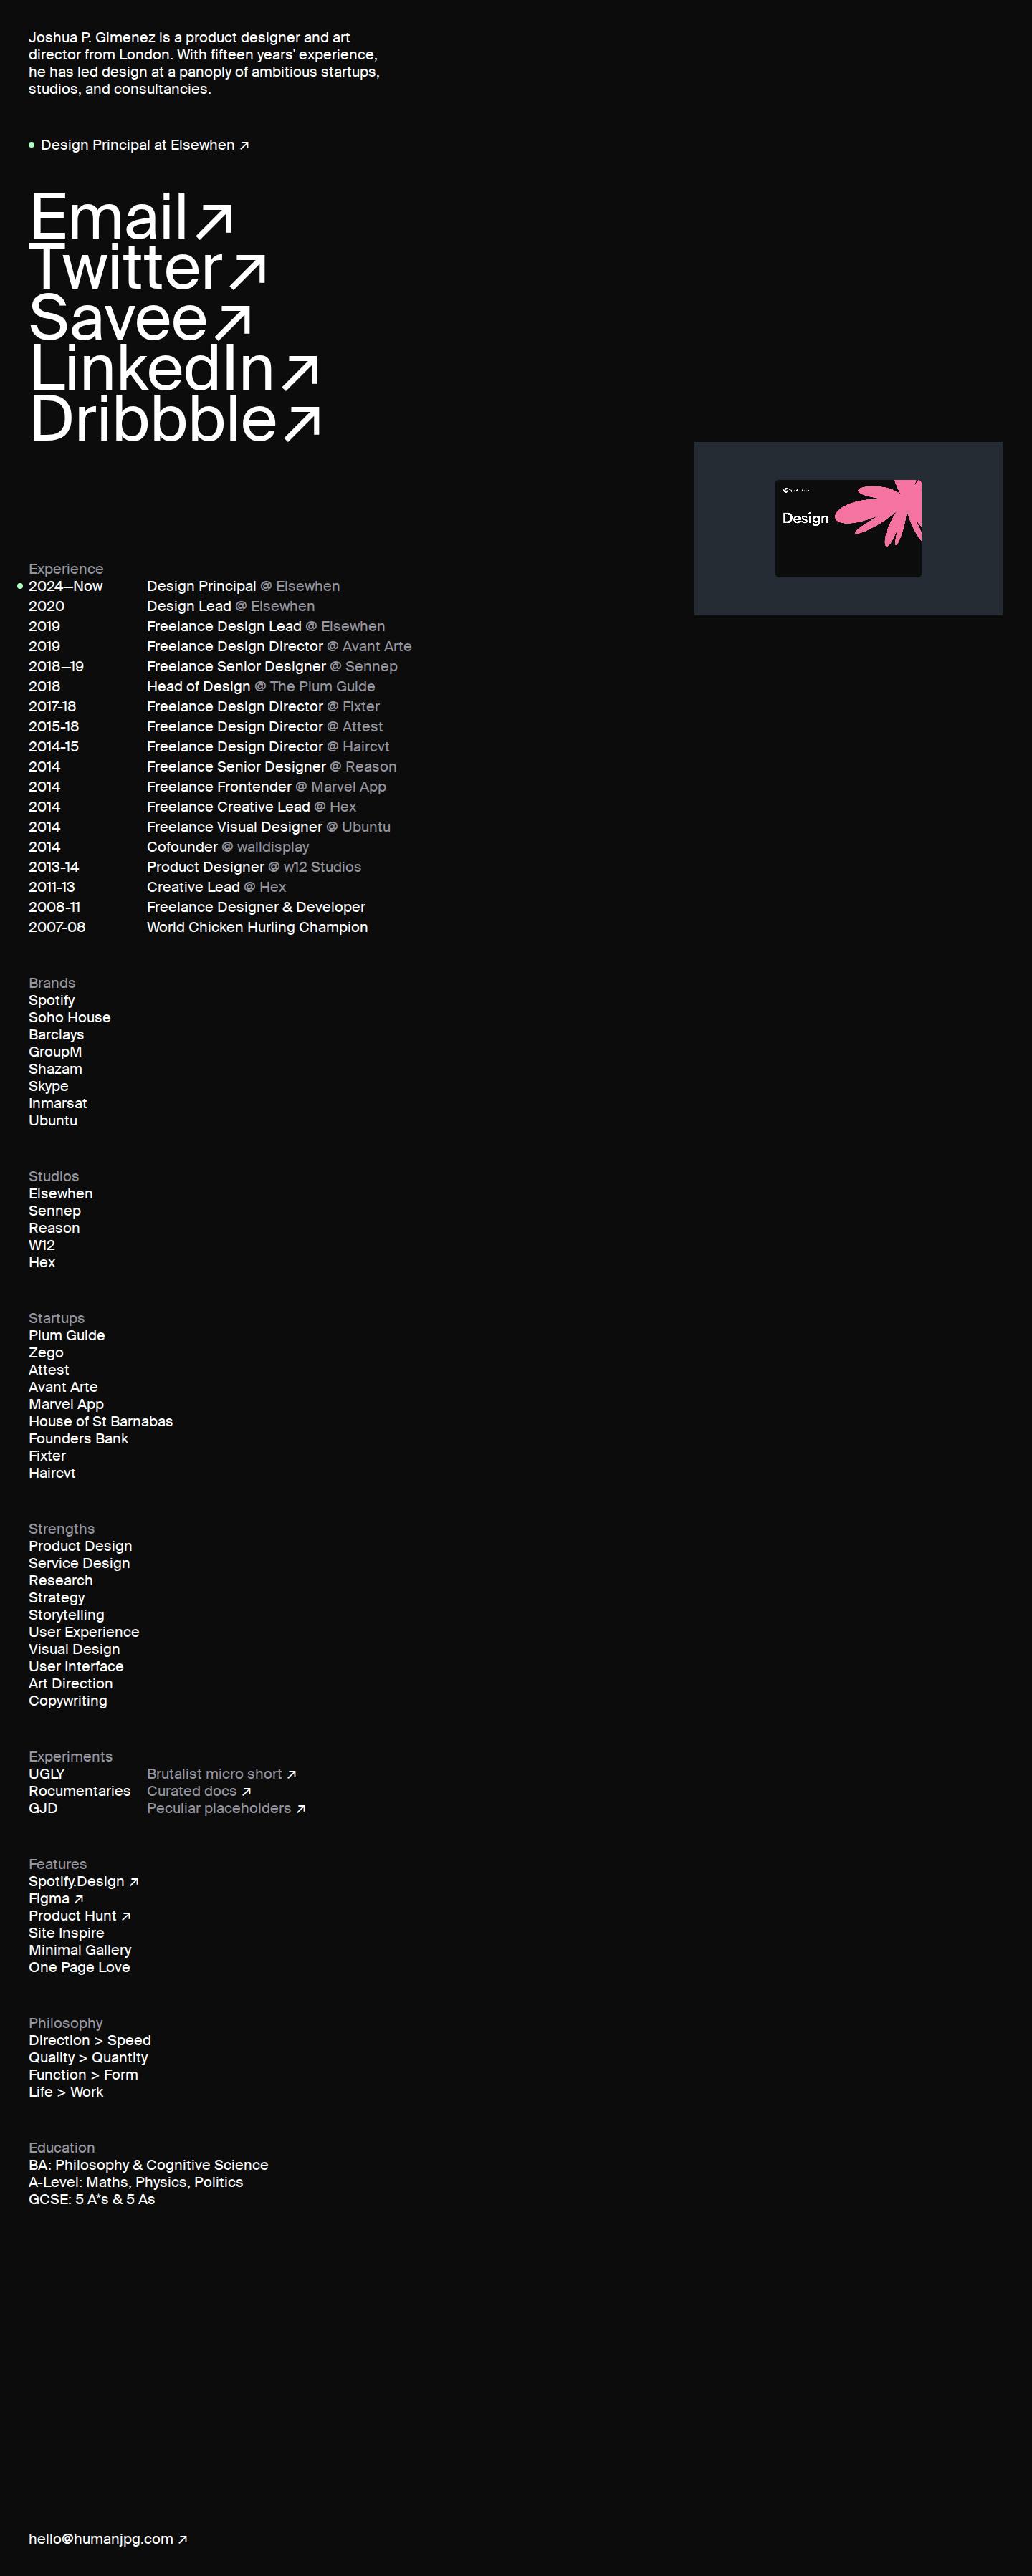 Joshua P. Gimenez is a product designer and art
director from London. With fifteen years' experience,
he has led design at a panoply of ambitious startups,
studios, and consultancies.
Design Principal at Elsewhen ↗
Email↗
Twitter↗
Savee↗
LinkedIn↗
Dribbble↗
Design
Experience
2024—Now Design Principal @ Elsewhen
2020 Design Lead @ Elsewhen
2019 Freelance Design Lead @ Elsewhen
2019 Freelance Design Director @ Avant Arte
2018—19 Freelance Senior Designer @ Sennep
2018 Head of Design @ The Plum Guide
2017-18 Freelance Design Director @ Fixter
2015-18 Freelance Design Director @ Attest
2014-15 Freelance Design Director @ Haircvt
2014 Freelance Senior Designer @ Reason
2014 Freelance Frontender @ Marvel App
2014 Freelance Creative Lead @ Hex
2014 Freelance Visual Designer @ Ubuntu
2014 Cofounder @ walldisplay
2013-14 Product Designer @ w12 Studios
2011-13 Creative Lead @ Hex
2008-11 Freelance Designer & Developer
2007-08 World Chicken Hurling Champion
Brands
Spotify
Soho House
Barclays
GroupM
Shazam
Skype
Inmarsat
Ubuntu
Studios
Elsewhen
Sennep
Reason
W12
Hex
Startups
Plum Guide
Zego
Attest
Avant Arte
Marvel App
House of St Barnabas
Founders Bank
Fixter
Haircvt
Strengths
Product Design
Service Design
Research
Strategy
Storytelling
User Experience
Visual Design
User Interface
Art Direction
Copywriting
Experiments
UGLY Brutalist micro short ↗
Rocumentaries Curated docs ↗
GJD Peculiar placeholders ↗
Features
Spotify.Design ↗
Figma ↗
Product Hunt ↗
Site Inspire
Minimal Gallery
One Page Love
Philosophy
Direction > Speed
Quality > Quantity
Function > Form
Life > Work
Education
BA: Philosophy & Cognitive Science
A-Level: Maths, Physics, Politics
GCSE: 5 A*s & 5 As
hello@humanjpg.com ↗